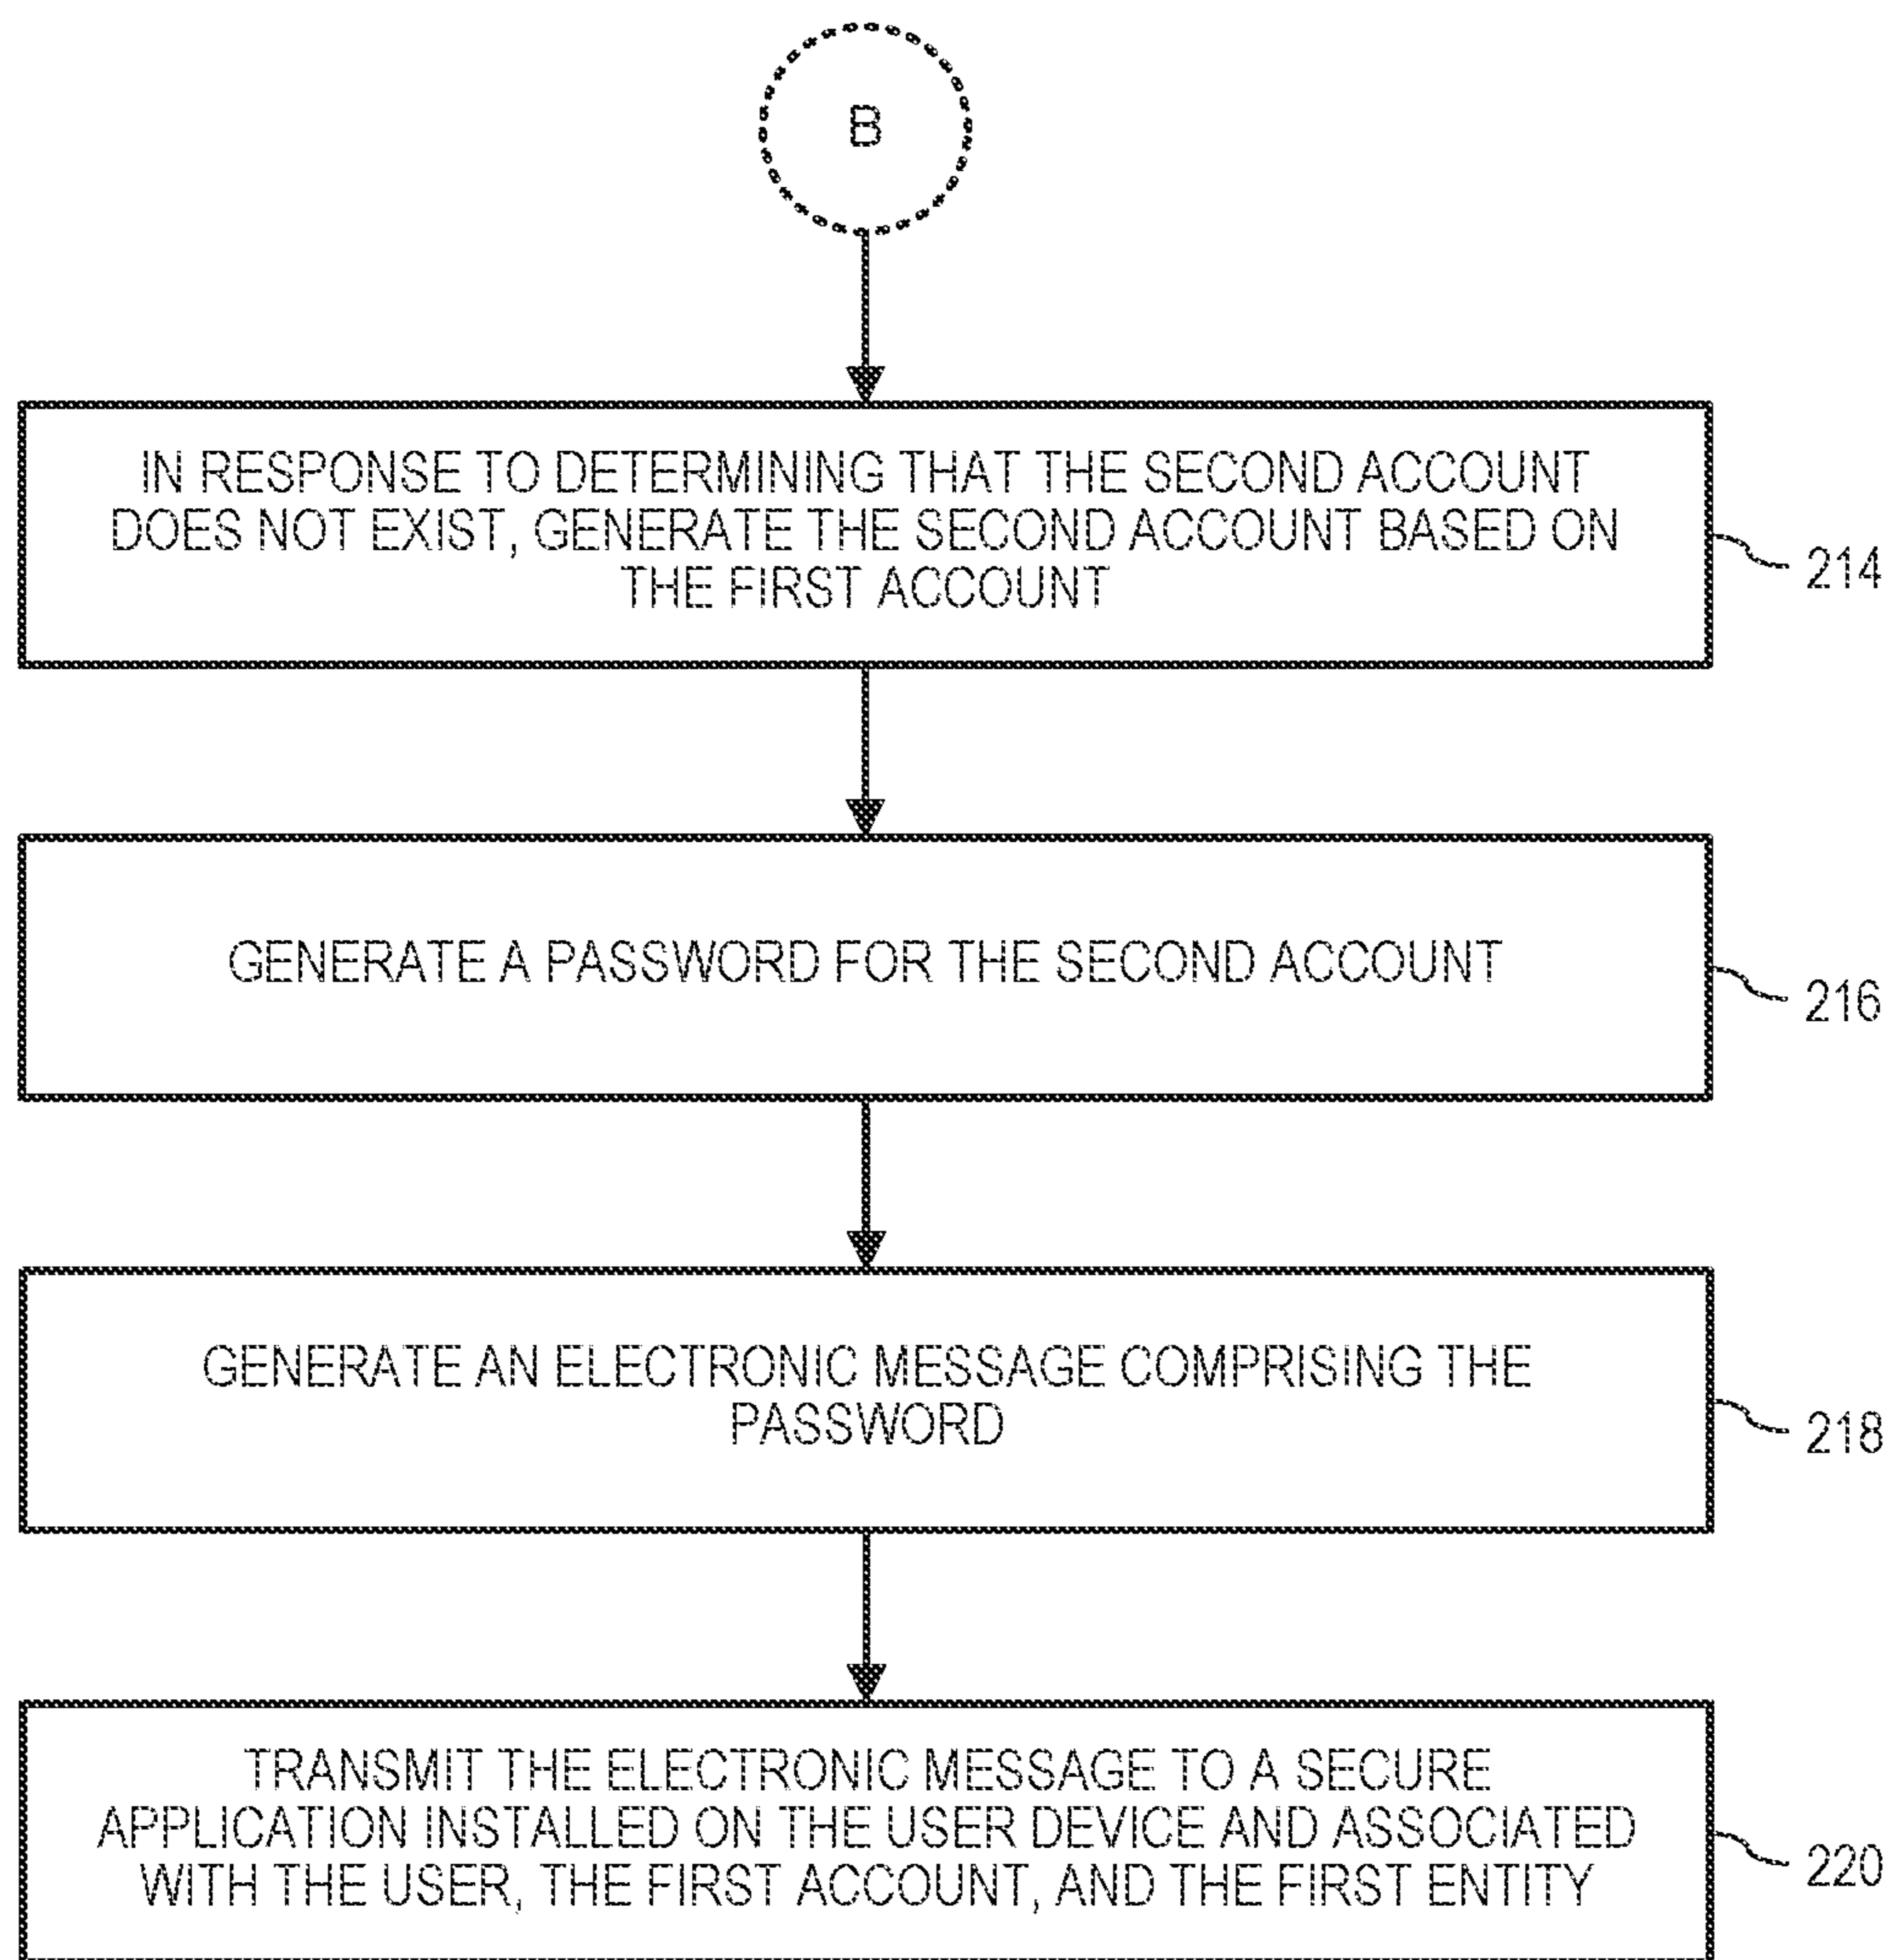 B
IN RESPONSE TO DETERMINING THAT THE SECOND ACCOUNT
DOES NOT EXIST, GENERATE THE SECOND ACCOUNT BASED ON
THE FIRST ACCOUNT
214
GENERATE A PASSWORD FOR THE SECOND ACCOUNT
216
GENERATE AN ELECTRONIC MESSAGE COMPRISING THE
PASSWORD
218
TRANSMIT THE ELECTRONIC MESSAGE TO A SECURE
APPLICATION INSTALLED ON THE USER DEVICE AND ASSOCIATED
WITH THE USER, THE FIRST ACCOUNT, AND THE FIRST ENTITY
220